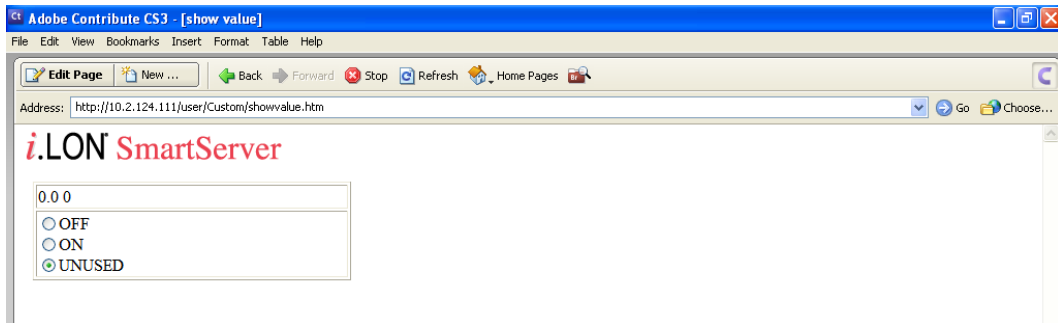 Adobe Contribute CS3 - [show value]
File Edit View Bookmarks Insert Format Table Help
Edit Page New ... Back Forward Stop Refresh Home Pages
Address: http://10.2.124.111/user/Custom/showvalue.htm Go Choose...
i.LON SmartServer
0.0 0
OFF
ON
UNUSED